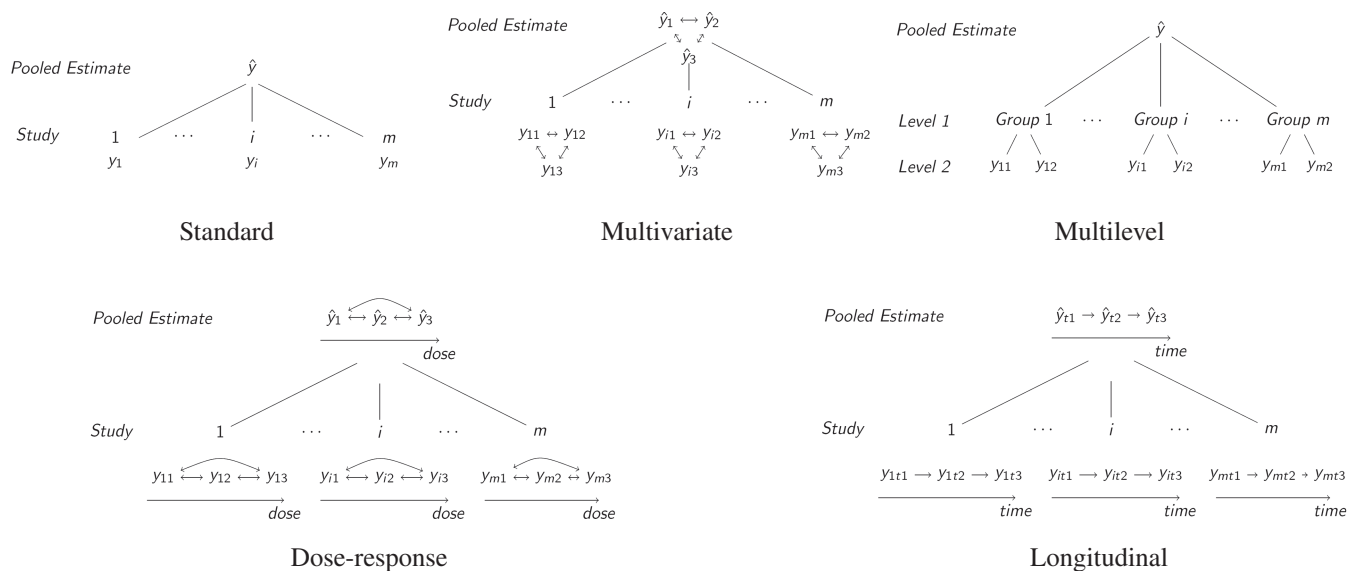 Pooled Estimate ŷ
Study 1 ··· i ··· m
y₁ yᵢ yₘ
Standard
Pooled Estimate ŷ₁ ↔ ŷ₂
ŷ₃
Study 1 ··· i ··· m
y₁₁ ↔ y₁₂ yᵢ₁ ↔ yᵢ₂ yₘ₁ ↔ yₘ₂
y₁₃ yᵢ₃ yₘ₃
Multivariate
Pooled Estimate ŷ
Level 1 Group 1 ··· Group i ··· Group m
Level 2 y₁₁ y₁₂ yᵢ₁ yᵢ₂ yₘ₁ yₘ₂
Multilevel
Pooled Estimate ŷ₁ ↔ ŷ₂ ↔ ŷ₃
dose
Study 1 ··· i ··· m
y₁₁ ↔ y₁₂ ↔ y₁₃ yᵢ₁ ↔ yᵢ₂ ↔ yᵢ₃ yₘ₁ ↔ yₘ₂ ↔ yₘ₃
dose dose dose
Dose-response
Pooled Estimate ŷₜ₁ → ŷₜ₂ → ŷₜ₃
time
Study 1 ··· i ··· m
y₁ₜ₁ → y₁ₜ₂ → y₁ₜ₃ yᵢₜ₁ → yᵢₜ₂ → yᵢₜ₃ yₘₜ₁ → yₘₜ₂ → yₘₜ₃
time time time
Longitudinal